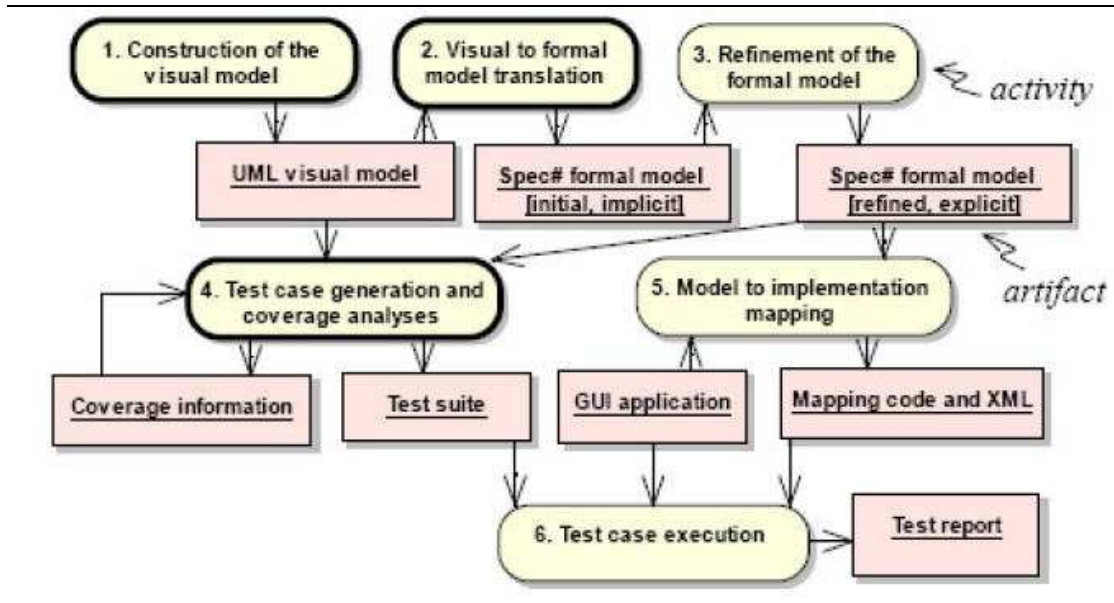 1. Construction of the
visual model
2. Visual to formal
model translation
3. Refinement of the
formal model
activity
UML visual model
Spec# formal model
[initial, implicit]
Spec# formal model
[refined, explicit]
artifact
4. Test case generation and
coverage analyses
5. Model to implementation
mapping
Coverage information
Test suite
GUI application
Mapping code and XML
6. Test case execution
Test report